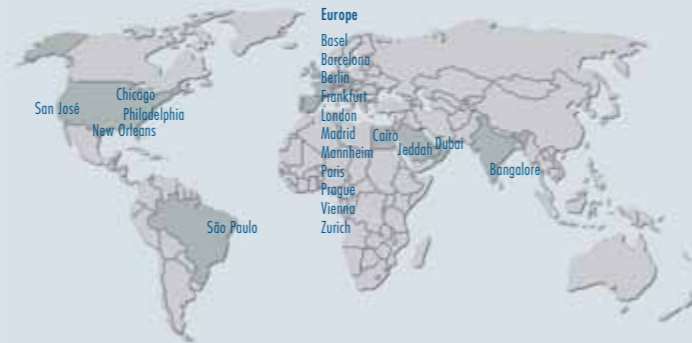 Europe
Basel
Barcelona
Berlin
Frankfurt
London
Madrid
Mannheim
Paris
Prague
Vienna
Zurich
San José
Chicago
Philadelphia
New Orleans
São Paulo
Cairo
Jeddah
Dubai
Bangalore